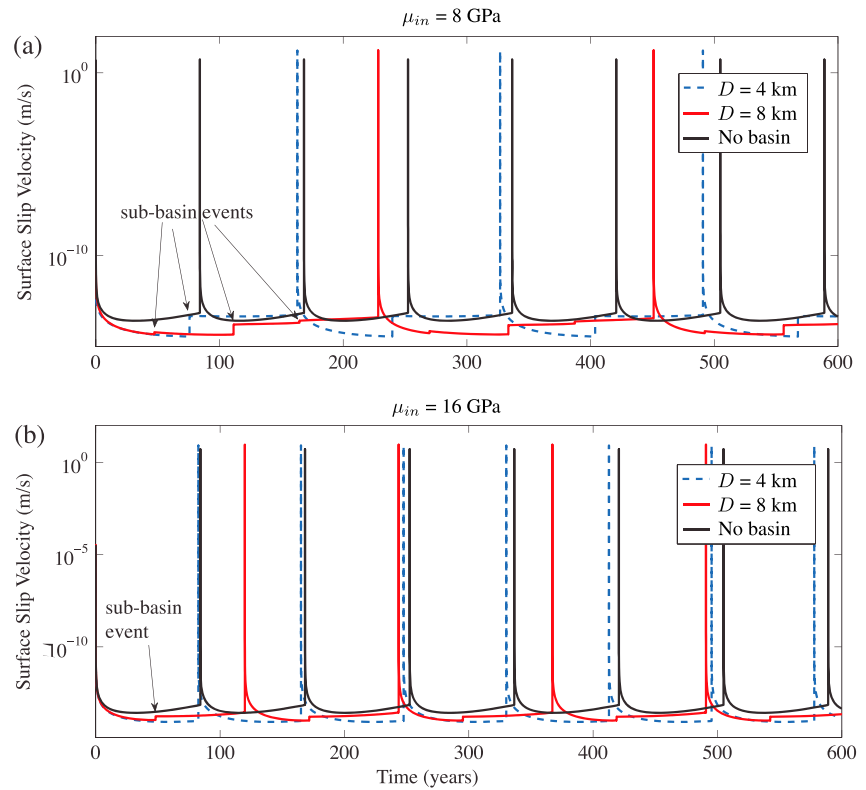 μin = 8 GPa
(a)
10^0
10^-10
Surface Slip Velocity (m/s)
D = 4 km
D = 8 km
No basin
sub-basin events
0 100 200 300 400 500 600
μin = 16 GPa
(b)
10^0
10^-5
10^-10
Surface Slip Velocity (m/s)
D = 4 km
D = 8 km
No basin
sub-basin
event
0 100 200 300 400 500 600
Time (years)